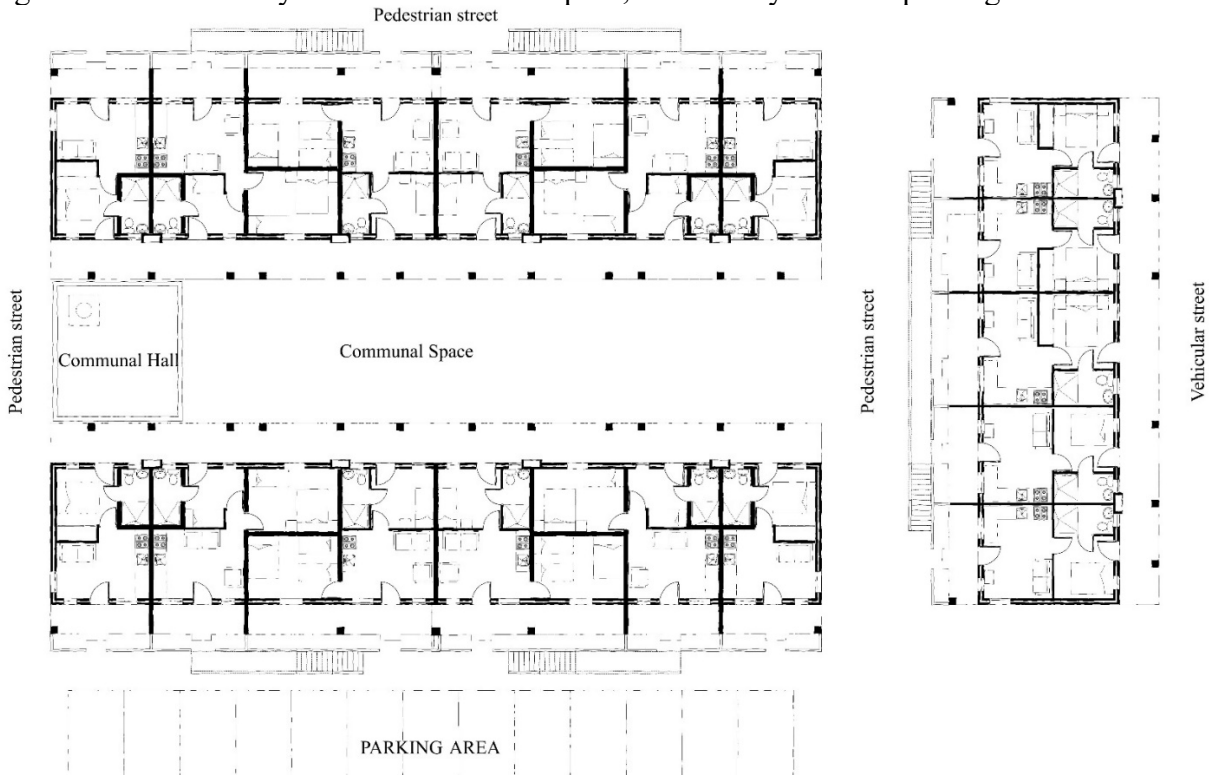 Pedestrian street
Pedestrian street
Communal Hall
Communal Space
Pedestrian street
Vehicular street
PARKING AREA